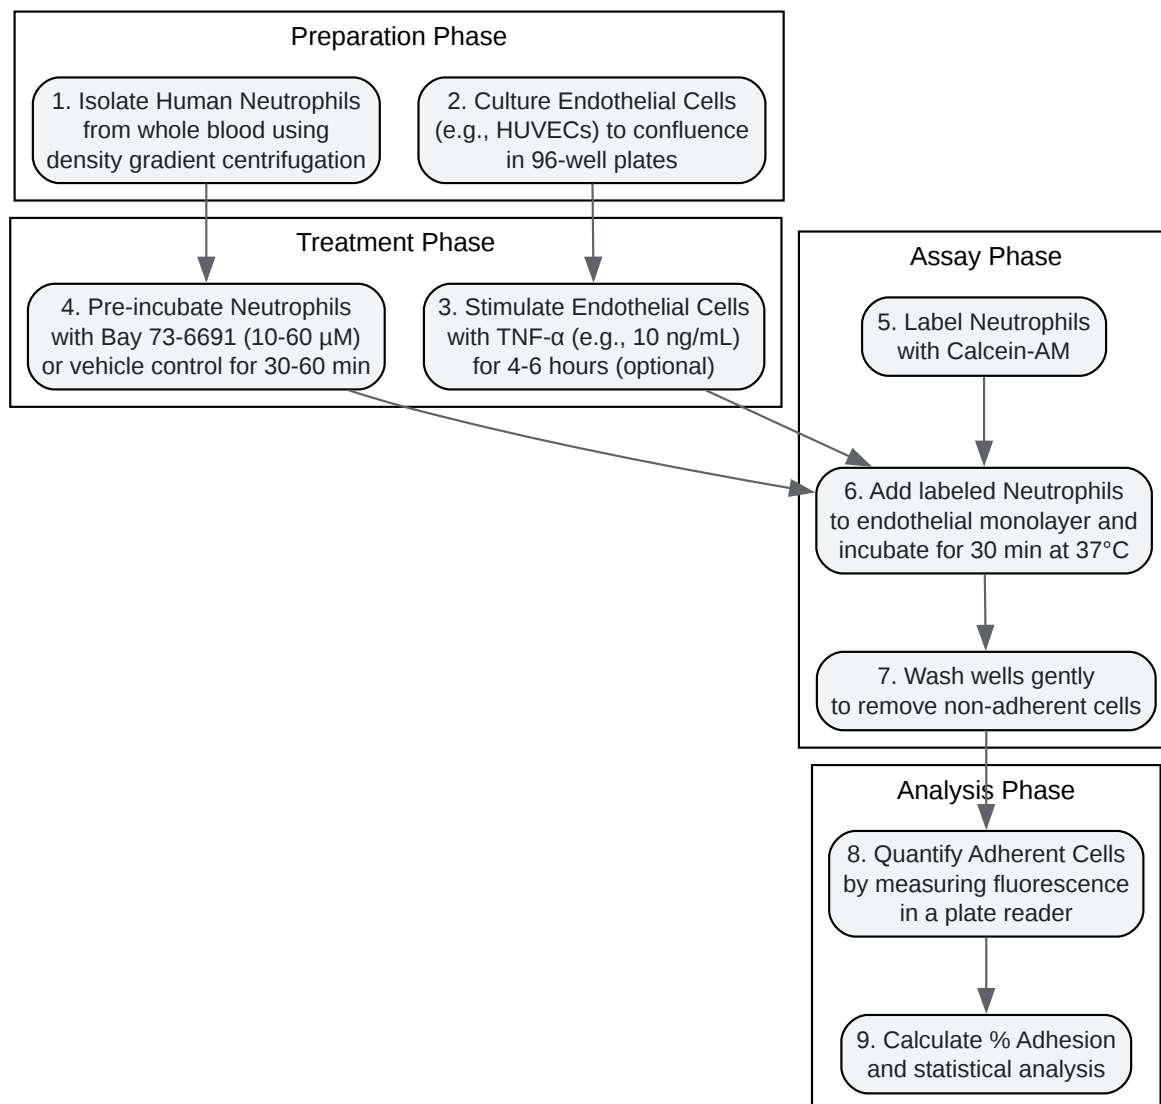 Preparation Phase
1. Isolate Human Neutrophils
from whole blood using
density gradient centrifugation
2. Culture Endothelial Cells
(e.g., HUVECs) to confluence
in 96-well plates
Treatment Phase
4. Pre-incubate Neutrophils
with Bay 73-6691 (10-60 µM)
or vehicle control for 30-60 min
3. Stimulate Endothelial Cells
with TNF-α (e.g., 10 ng/mL)
for 4-6 hours (optional)
Assay Phase
5. Label Neutrophils
with Calcein-AM
6. Add labeled Neutrophils
to endothelial monolayer and
incubate for 30 min at 37°C
7. Wash wells gently
to remove non-adherent cells
Analysis Phase
8. Quantify Adherent Cells
by measuring fluorescence
in a plate reader
9. Calculate % Adhesion
and statistical analysis